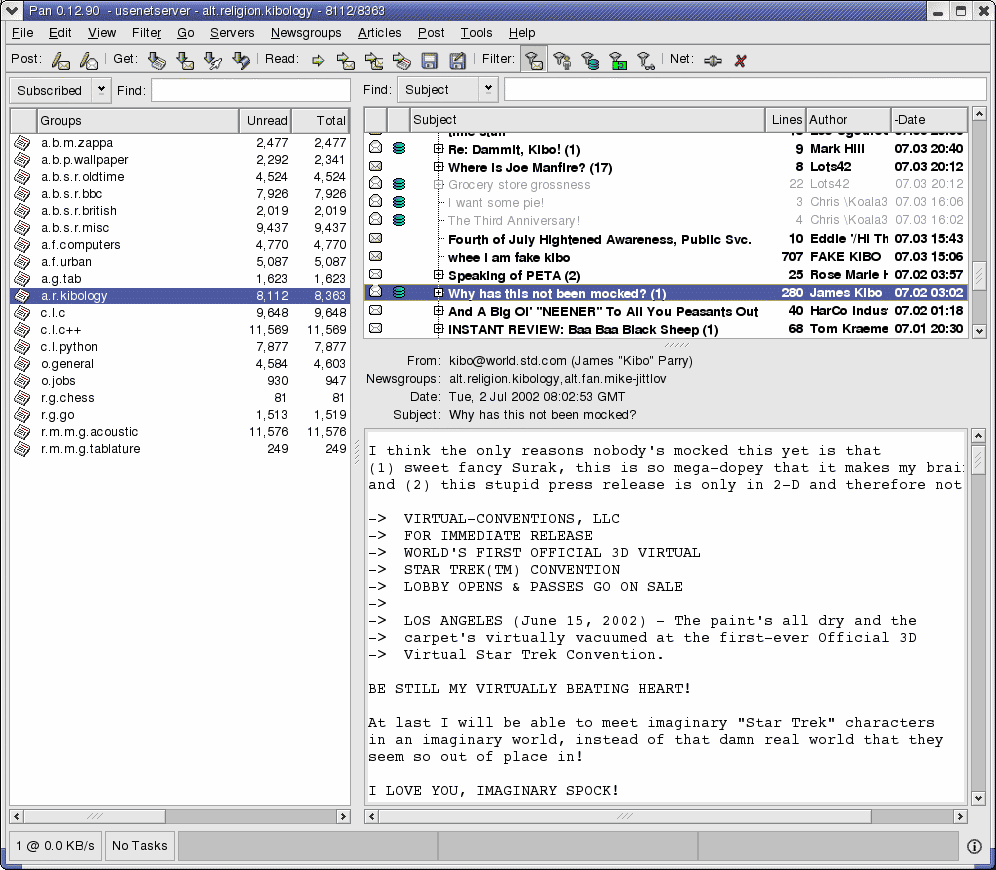 Pan 0.12.90 - usenetserver - alt.religion.kibology - 8112/8363
File Edit View Filter Go Servers Newsgroups Articles Post Tools Help
Post: Get: Read: Filter: Net:
Subscribed Find:
Groups Unread Total
a.b.m.zappa 2,477 2,477
a.b.p.wallpaper 2,292 2,341
a.b.s.r.oldtime 4,524 4,524
a.b.s.r.bbc 7,926 7,926
a.b.s.r.british 2,019 2,019
a.b.s.r.misc 9,437 9,437
a.f.computers 4,770 4,770
a.f.urban 5,087 5,087
a.g.tab 1,623 1,623
a.r.kibology 8,112 8,363
c.l.c 9,648 9,648
c.l.c++ 11,569 11,569
c.l.python 7,877 7,877
o.general 4,584 4,603
o.jobs 930 947
r.g.chess 81 81
r.g.go 1,513 1,519
r.m.m.g.acoustic 11,576 11,576
r.m.m.g.tablature 249 249
Find: Subject
Subject Lines Author -Date
Re: Dammit, Kibo! (1) 9 Mark Hill 07.03 20:40
Where is Joe Manfire? (17) 8 Lots42 07.03 20:12
Grocery store grossness 22 Lots42 07.03 20:12
I want some pie! 3 Chris \Koala3 07.03 16:06
The Third Anniversary! 4 Chris \Koala3 07.03 16:02
Fourth of July Hightened Awareness, Public Svc. 10 Eddie '/Hi Th 07.03 15:43
whee I am fake kibo 707 FAKE KIBO 07.03 15:06
Speaking of PETA (2) 25 Rose Marie H 07.02 03:57
Why has this not been mocked? (1) 280 James Kibo 07.02 03:02
And A Big Ol' "NEENER" To All You Peasants Out 40 HarCo Indus 07.02 01:18
INSTANT REVIEW: Baa Baa Black Sheep (1) 68 Tom Kraeme 07.01 20:30
From: kibo@world.std.com (James "Kibo" Parry)
Newsgroups: alt.religion.kibology,alt.fan.mike-jittlov
Date: Tue, 2 Jul 2002 08:02:53 GMT
Subject: Why has this not been mocked?
I think the only reasons nobody's mocked this yet is that
(1) sweet fancy Surak, this is so mega-dopey that it makes my brai
and (2) this stupid press release is only in 2-D and therefore not
-> VIRTUAL-CONVENTIONS, LLC
-> FOR IMMEDIATE RELEASE
-> WORLD'S FIRST OFFICIAL 3D VIRTUAL
-> STAR TREK(TM) CONVENTION
-> LOBBY OPENS & PASSES GO ON SALE
->
-> LOS ANGELES (June 15, 2002) - The paint's all dry and the
-> carpet's virtually vacuumed at the first-ever Official 3D
-> Virtual Star Trek Convention.
BE STILL MY VIRTUALLY BEATING HEART!
At last I will be able to meet imaginary "Star Trek" characters
in an imaginary world, instead of that damn real world that they
seem so out of place in!
I LOVE YOU, IMAGINARY SPOCK!
1 @ 0.0 KB/s No Tasks